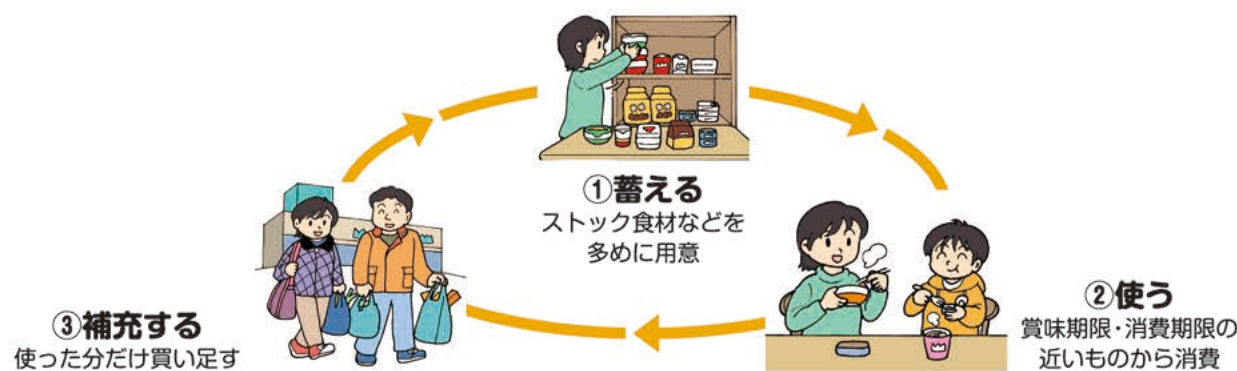 ①蓄える
ストック食材などを
多めに用意
②使う
賞味期限・消費期限の
近いものから消費
③補充する
使った分だけ買い足す